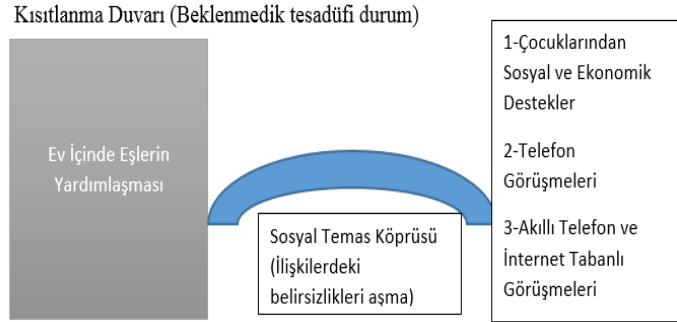 Kısıtlanma Duvarı (Beklenmedik tesadüfi durum)
Ev İçinde Eşlerin
Yardımlaşması
Sosyal Temas Köprüsü
(İlişkilerdeki
belirsizlikleri aşma)
1-Çocuklarından
Sosyal ve Ekonomik
Destekler
2-Telefon
Görüşmeleri
3-Akıllı Telefon ve
İnternet Tabanlı
Görüşmeleri